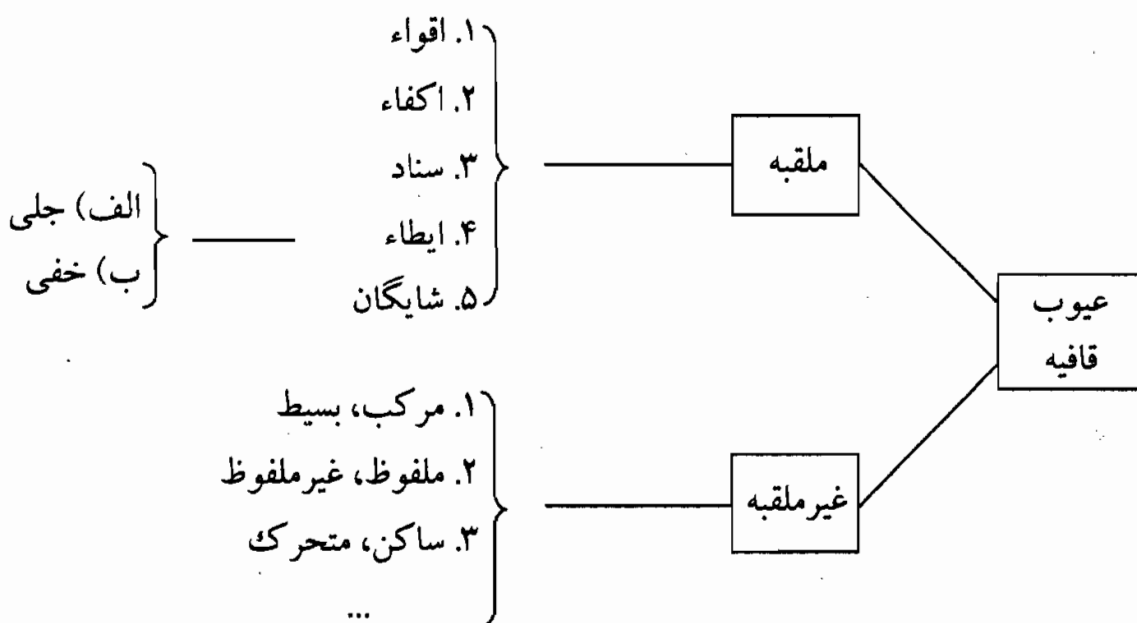 عیوب
قافیه
ملقبه
۱. اقواء
۲. اکفاء
۳. سناد
۴. ایطاء
۵. شایگان
الف) جلی
ب) خفی
غیرملقبه
۱. مرکب، بسیط
۲. ملفوظ، غیرملفوظ
۳. ساکن، متحرک
...